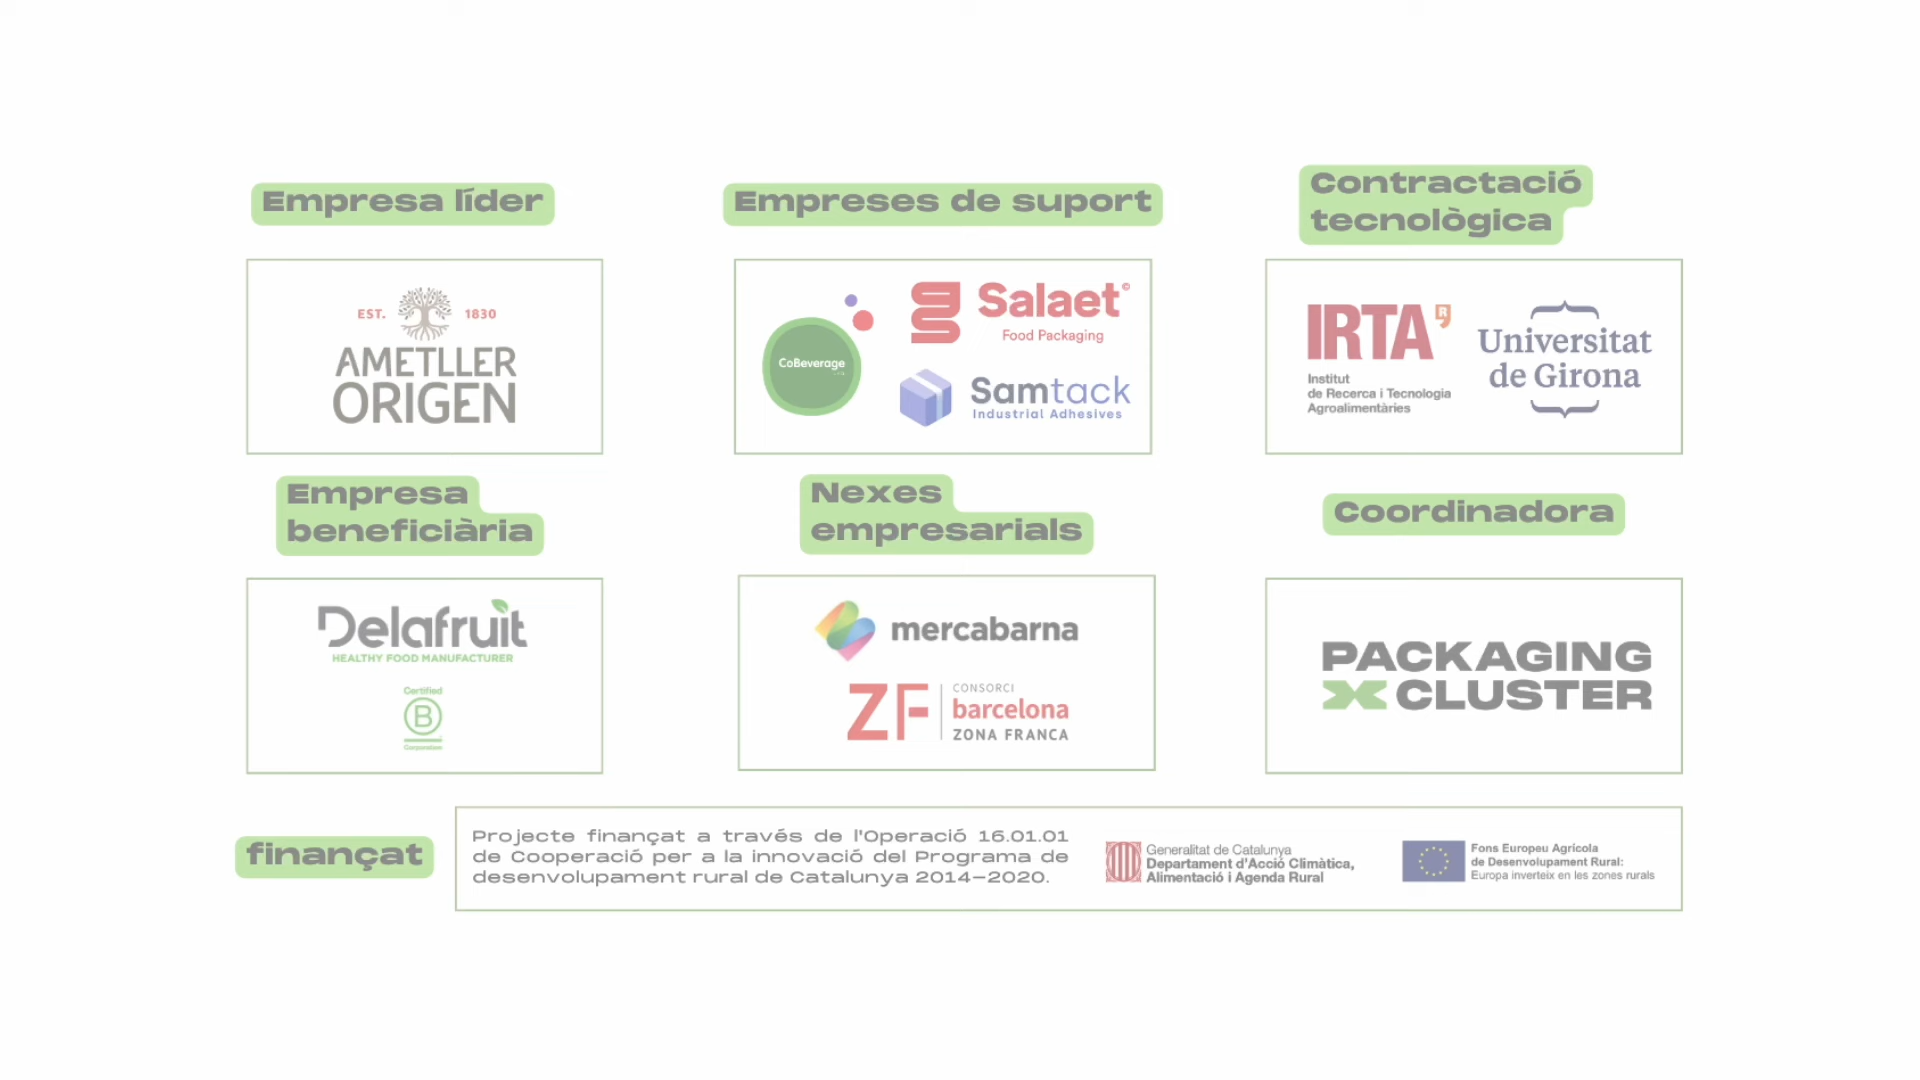 Empresa líder
EST. 1830
AMETLLER
ORIGEN
Empreses de suport
CoBeverage
Salaet©
Food Packaging
Samtack
Industrial Adhesives
Contractació
tecnològica
IRTA R
Institut
de Recerca i Tecnologia
Agroalimentàries
Universitat
de Girona
Empresa
beneficiària
Delafruit
HEALTHY FOOD MANUFACTURER
Certified
B
Corporation
Nexes
empresarials
mercabarna
ZF
CONSORCI
barcelona
ZONA FRANCA
Coordinadora
PACKAGING
CLUSTER
finançat
Projecte finançat a través de l'Operació 16.01.01
de Cooperació per a la innovació del Programa de
desenvolupament rural de Catalunya 2014-2020.
Generalitat de Catalunya
Departament d'Acció Climàtica,
Alimentació i Agenda Rural
Fons Europeu Agrícola
de Desenvolupament Rural:
Europa inverteix en les zones rurals